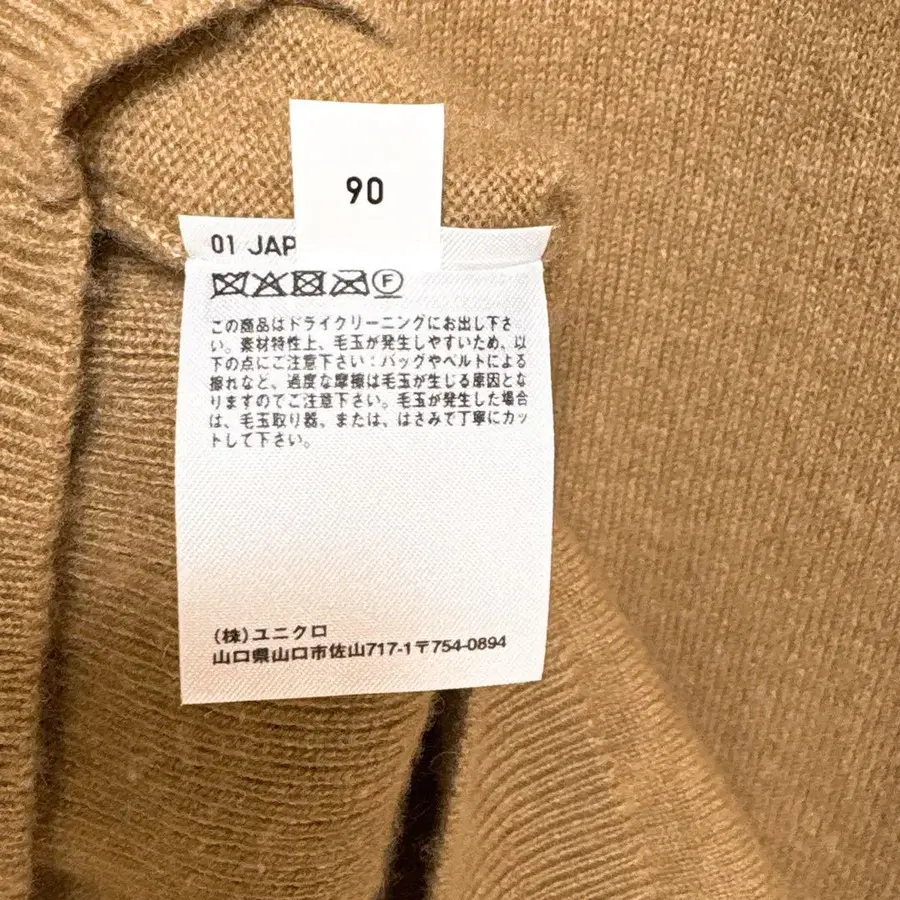 90
01 JAP
F
この商品はドライクリーニングにお出し下さ
い。素材特性上、毛玉が発生しやすいため、以
下の点にご注意下さい：バッグやベルトによる
擦れなど、過度な摩擦は毛玉が生じる原因とな
りますのでご注意下さい。毛玉が発生した場合
は、毛玉取り器、または、はさみで丁寧にカッ
トして下さい。
(株)ユニクロ
山口県山口市佐山717-1〒754-0894